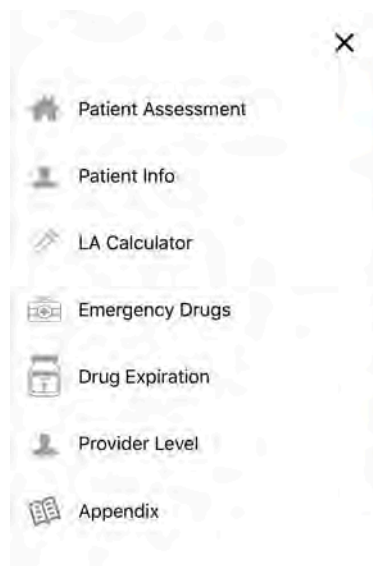 Patient Assessment
Patient Info
LA Calculator
Emergency Drugs
Drug Expiration
Provider Level
Appendix